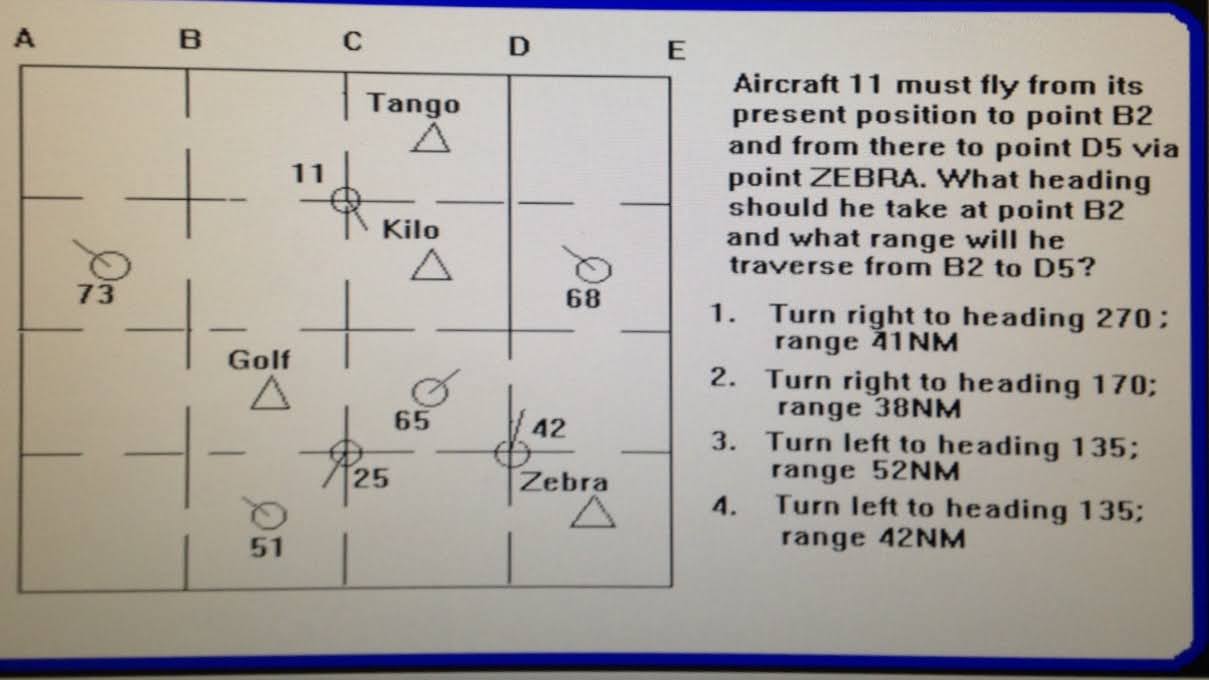 A B C D E
Tango
11
Kilo
73
68
Golf
65
42
25
Zebra
51
Aircraft 11 must fly from its
present position to point B2
and from there to point D5 via
point ZEBRA. What heading
should he take at point B2
and what range will he
traverse from B2 to D5?
1. Turn right to heading 270;
range 41NM
2. Turn right to heading 170;
range 38NM
3. Turn left to heading 135;
range 52NM
4. Turn left to heading 135;
range 42NM